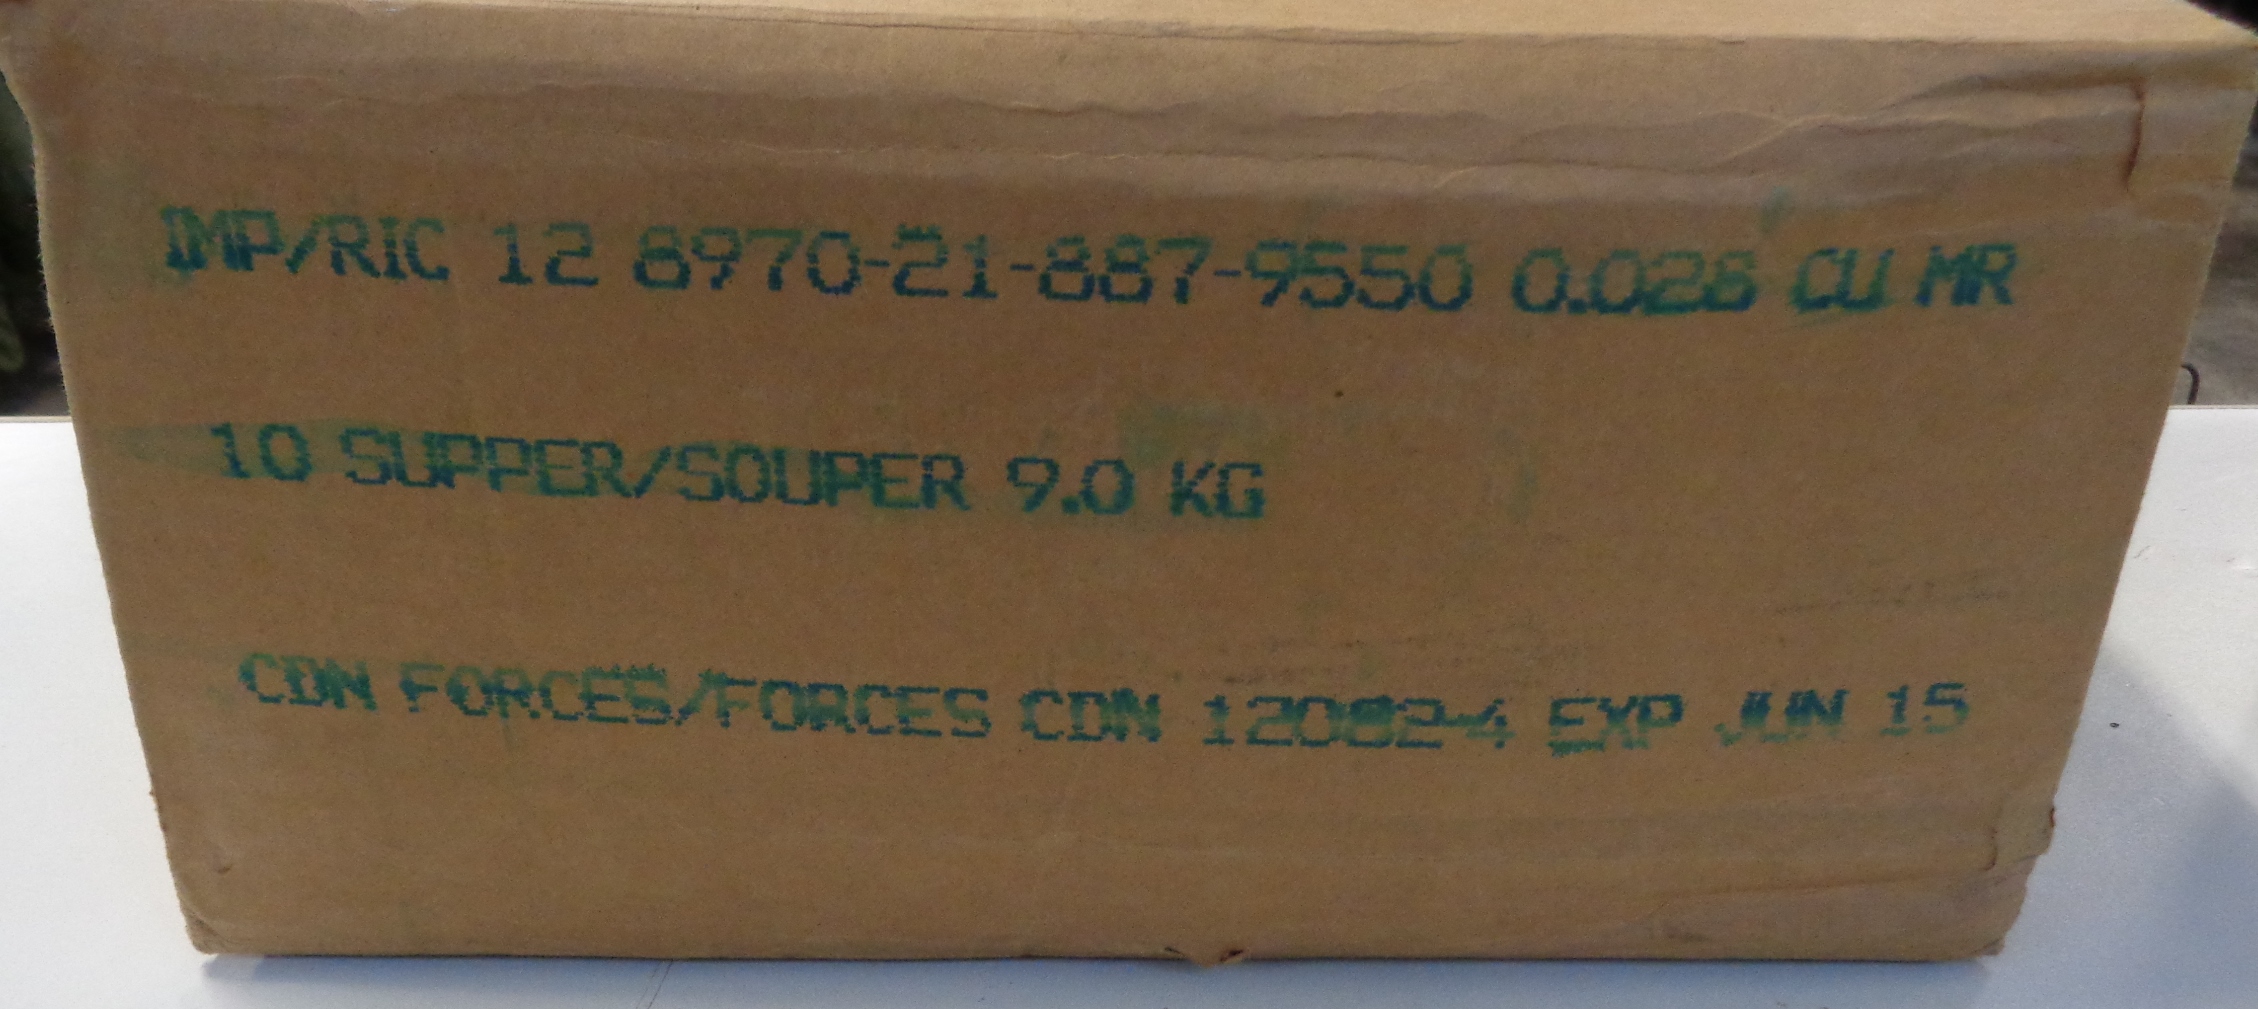 IMP/RIC 12 8970-21-887-9550 0.028 CU MR
10 SUPPER/SOUPER 9.0 KG
CDN FORCES/FORCES CDN 12082-4 EXP JUN 15